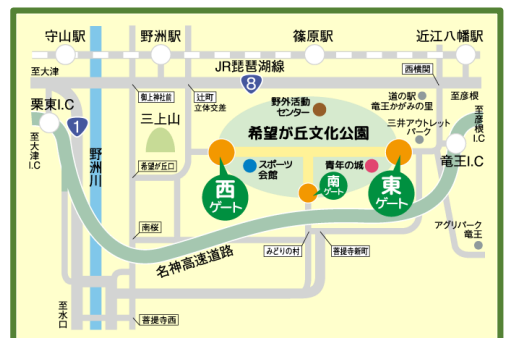 守山駅
野洲駅
篠原駅
近江八幡駅
JR琵琶湖線
至大津
8
西横関
栗東I.C
御上神社前
辻町
立体交差
野外活動
センター
道の駅
竜王かがみの里
至彦根
1
三上山
希望が丘文化公園
三井アウトレット
パーク
至彦根I.C
至大津I.C
野洲川
希望が丘口
スポーツ
会館
青年の城
竜王I.C
西
ゲート
南
ゲート
東
ゲート
南桜
アグリパーク
竜王
みどりの村
菩提寺新町
名神高速道路
至水口
菩提寺西